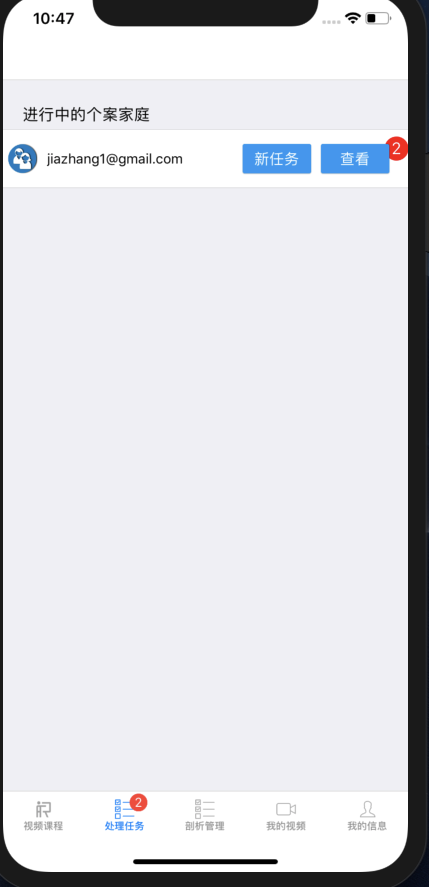 10:47
进行中的个案家庭
jiazhang1@gmail.com 新任务 查看 2
2
视频课程 处理任务 剖析管理 我的视频 我的信息